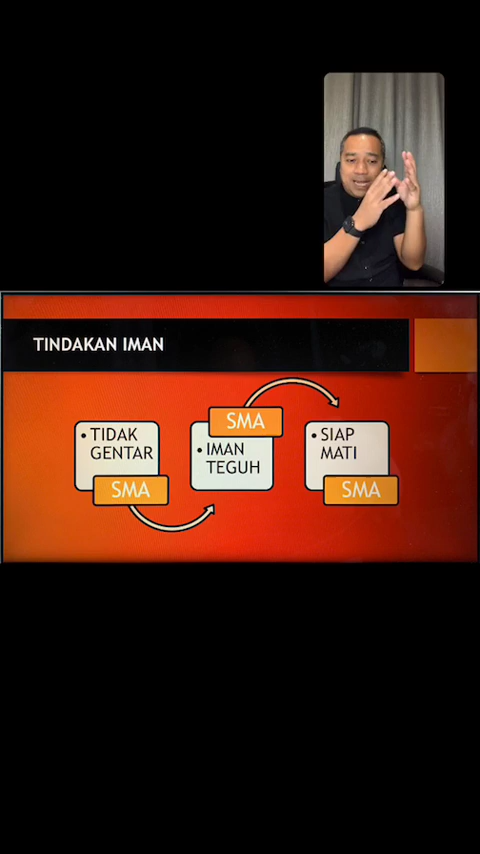 TINDAKAN IMAN
• TIDAK
GENTAR
SMA
SMA
• IMAN
TEGUH
• SIAP
MATI
SMA